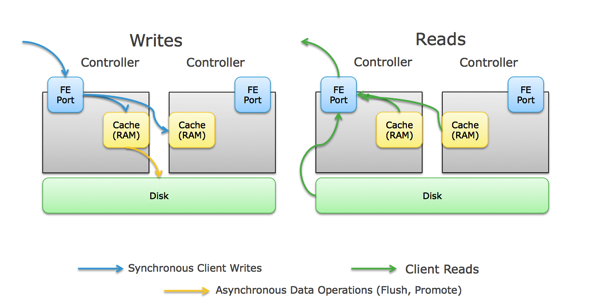 Writes
Reads
Controller
Controller
Controller
Controller
FE
Port
FE
Port
FE
Port
FE
Port
Cache
(RAM)
Cache
(RAM)
Cache
(RAM)
Cache
(RAM)
Disk
Disk
Synchronous Client Writes
Client Reads
Asynchronous Data Operations (Flush, Promote)